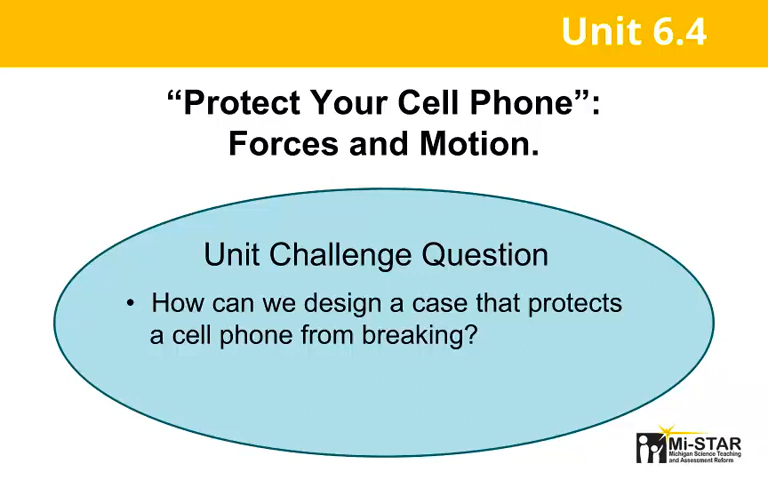 Unit 6.4
“Protect Your Cell Phone”:
Forces and Motion.
Unit Challenge Question
• How can we design a case that protects
a cell phone from breaking?
Mi-STAR
Michigan Science Teaching
and Assessment Reform